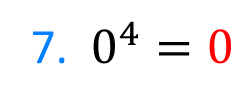 7. 0⁴ = 0